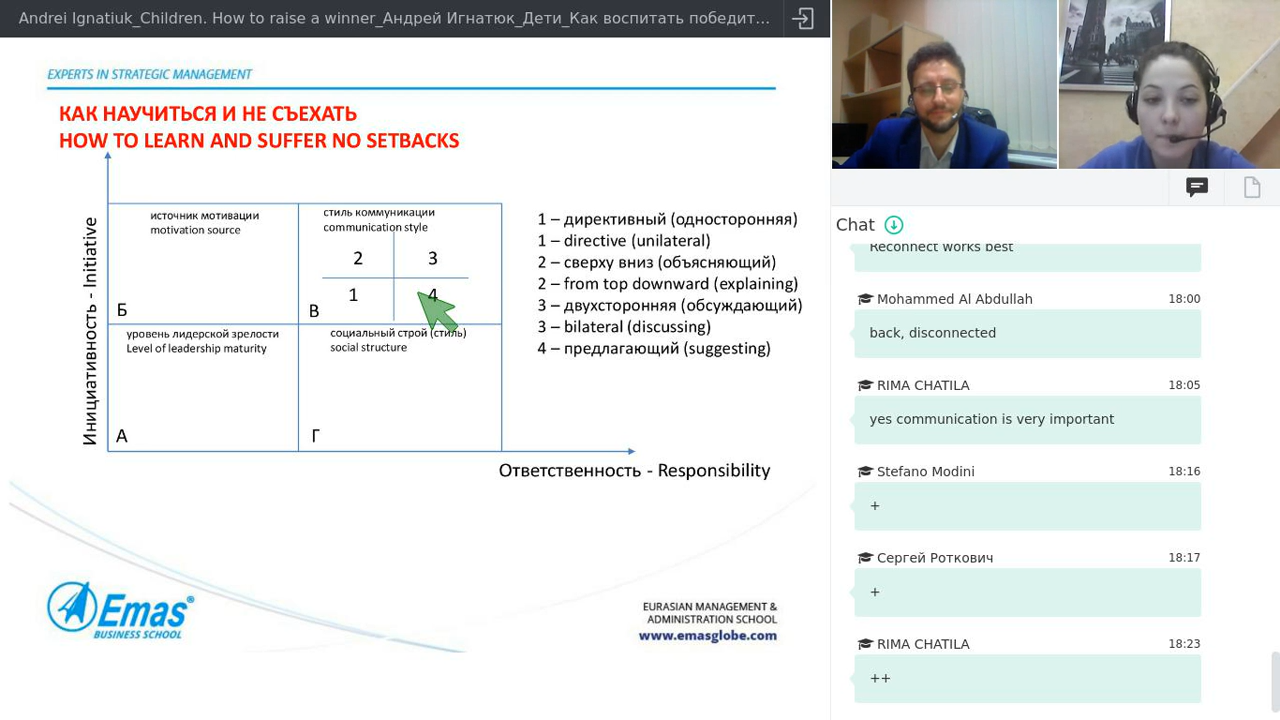 Andrei Ignatiuk_Children. How to raise a winner_Андрей Игнатюк_Дети_Как воспитать победит...
EXPERTS IN STRATEGIC MANAGEMENT
КАК НАУЧИТЬСЯ И НЕ СЪЕХАТЬ
HOW TO LEARN AND SUFFER NO SETBACKS
Инициативность - Initiative
источник мотивации
motivation source
Б
стиль коммуникации
communication style
2 3
1 4
В
уровень лидерской зрелости
Level of leadership maturity
А
социальный строй (стиль)
social structure
Г
Ответственность - Responsibility
1 – директивный (односторонняя)
1 – directive (unilateral)
2 – сверху вниз (объясняющий)
2 – from top downward (explaining)
3 – двухсторонняя (обсуждающий)
3 – bilateral (discussing)
4 – предлагающий (suggesting)
Emas®
BUSINESS SCHOOL
EURASIAN MANAGEMENT &
ADMINISTRATION SCHOOL
www.emasglobe.com
Chat
Reconnect works best
Mohammed Al Abdullah 18:00
back, disconnected
RIMA CHATILA 18:05
yes communication is very important
Stefano Modini 18:16
+
Сергей Роткович 18:17
+
RIMA CHATILA 18:23
++